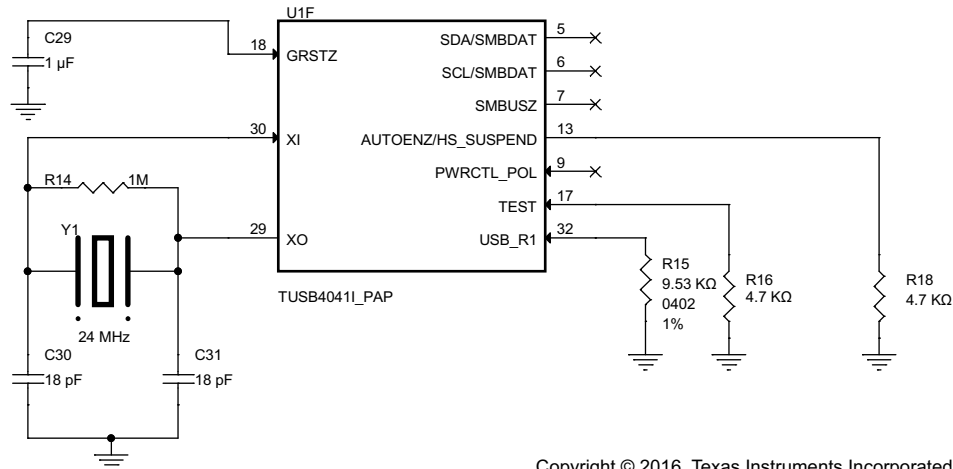 U1F
C29
1 µF
18
GRSTZ
SDA/SMBDAT
5
SCL/SMBDAT
6
SMBUSZ
7
30
XI
AUTOENZ/HS_SUSPEND
13
PWRCTL_POL
9
R14
1M
TEST
17
Y1
29
XO
USB_R1
32
R15
9.53 KΩ
0402
1%
R16
4.7 KΩ
R18
4.7 KΩ
TUSB4041I_PAP
24 MHz
C30
18 pF
C31
18 pF
Copyright © 2016, Texas Instruments Incorporated